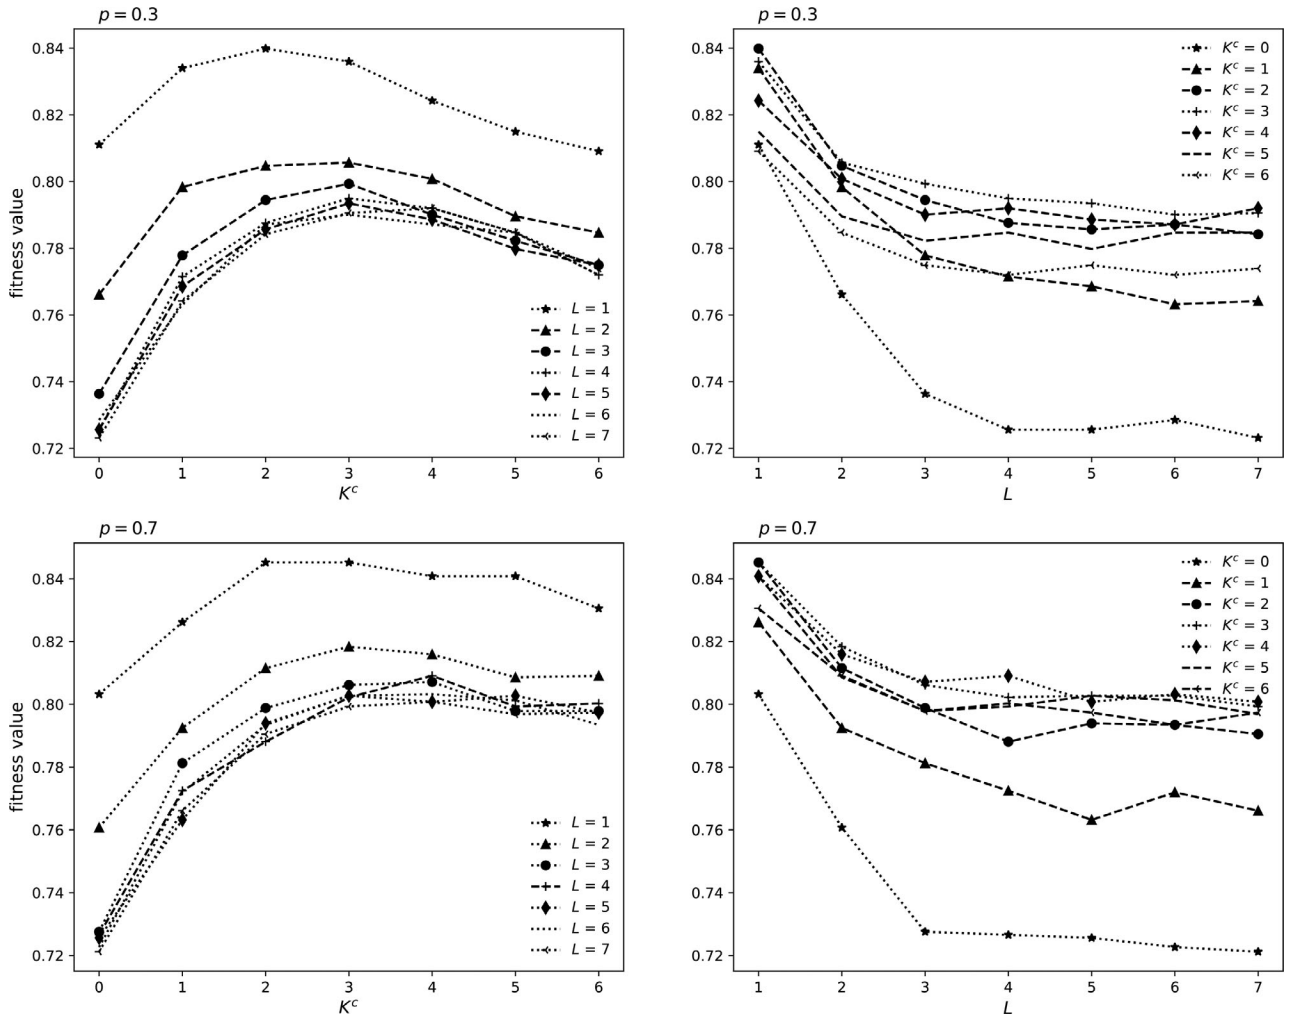 p = 0.3
0.84
0.82
0.80
0.78
0.76
0.74
0.72
fitness value
0 1 2 3 4 5 6
K^c
L = 1
L = 2
L = 3
L = 4
L = 5
L = 6
L = 7
p = 0.3
0.84
0.82
0.80
0.78
0.76
0.74
0.72
1 2 3 4 5 6 7
L
K^c = 0
K^c = 1
K^c = 2
K^c = 3
K^c = 4
K^c = 5
K^c = 6
p = 0.7
0.84
0.82
0.80
0.78
0.76
0.74
0.72
fitness value
0 1 2 3 4 5 6
K^c
L = 1
L = 2
L = 3
L = 4
L = 5
L = 6
L = 7
p = 0.7
0.84
0.82
0.80
0.78
0.76
0.74
0.72
1 2 3 4 5 6 7
L
K^c = 0
K^c = 1
K^c = 2
K^c = 3
K^c = 4
K^c = 5
K^c = 6